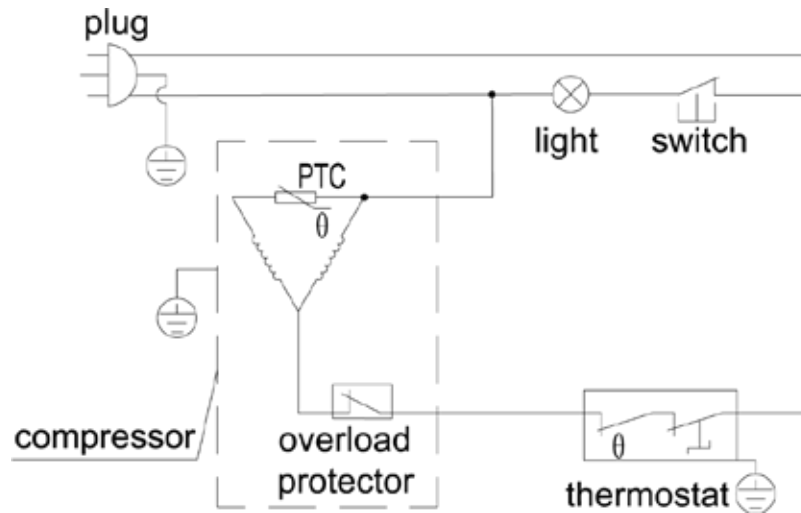 plug
light
switch
PTC
θ
compressor
overload
protector
θ
thermostat